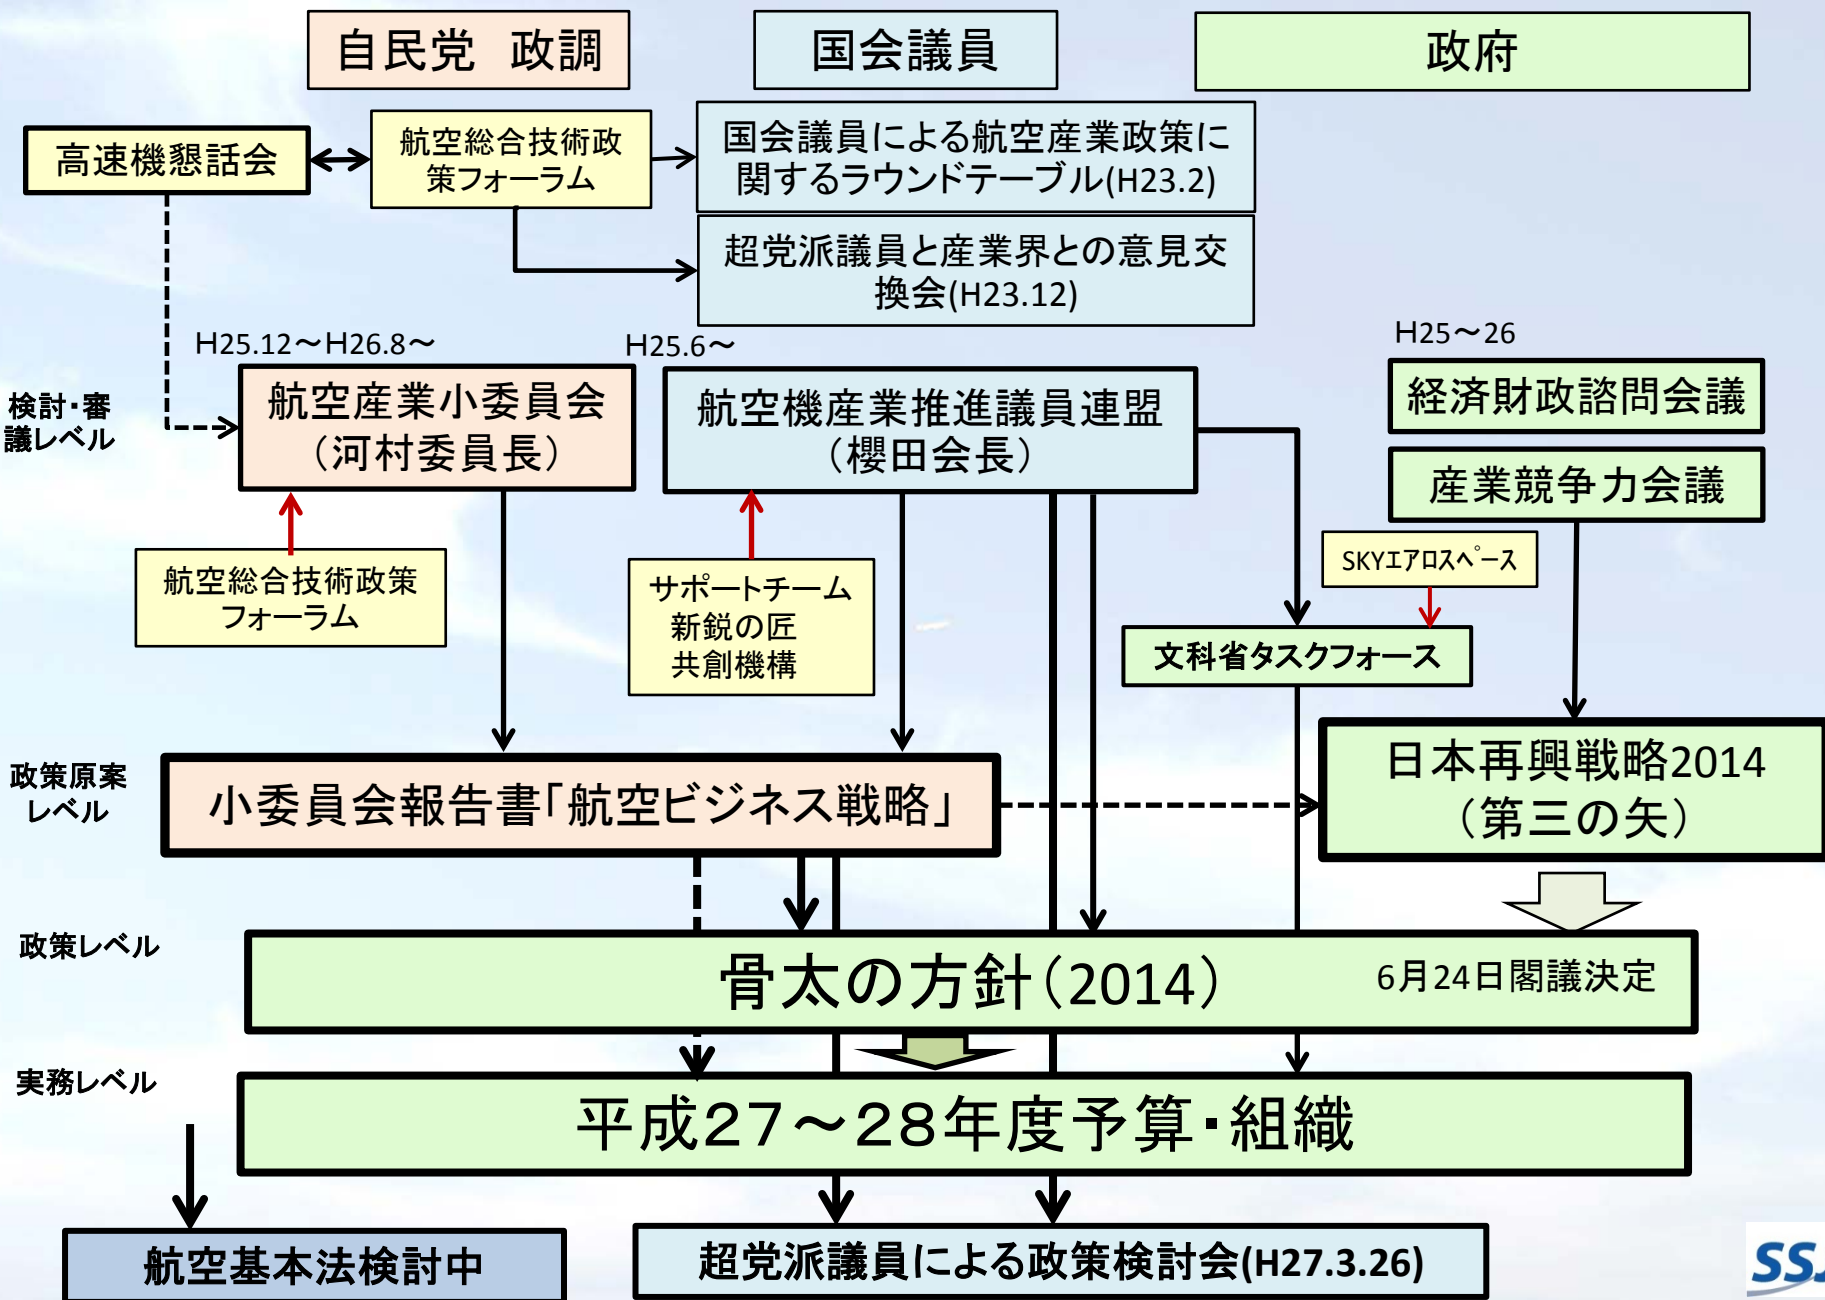 自民党　政調
国会議員
政府
高速機懇話会
航空総合技術政
策フォーラム
国会議員による航空産業政策に
関するラウンドテーブル(H23.2)
超党派議員と産業界との意見交
換会(H23.12)
H25.12～H26.8～
H25.6～
H25～26
検討・審
議レベル
航空産業小委員会
（河村委員長）
航空機産業推進議員連盟
（櫻田会長）
経済財政諮問会議
産業競争力会議
航空総合技術政策
フォーラム
サポートチーム
新鋭の匠
共創機構
SKYエアロスペース
文科省タスクフォース
政策原案
レベル
小委員会報告書「航空ビジネス戦略」
日本再興戦略2014
（第三の矢）
政策レベル
骨太の方針（2014）
6月24日閣議決定
実務レベル
平成２７～２８年度予算・組織
航空基本法検討中
超党派議員による政策検討会(H27.3.26)